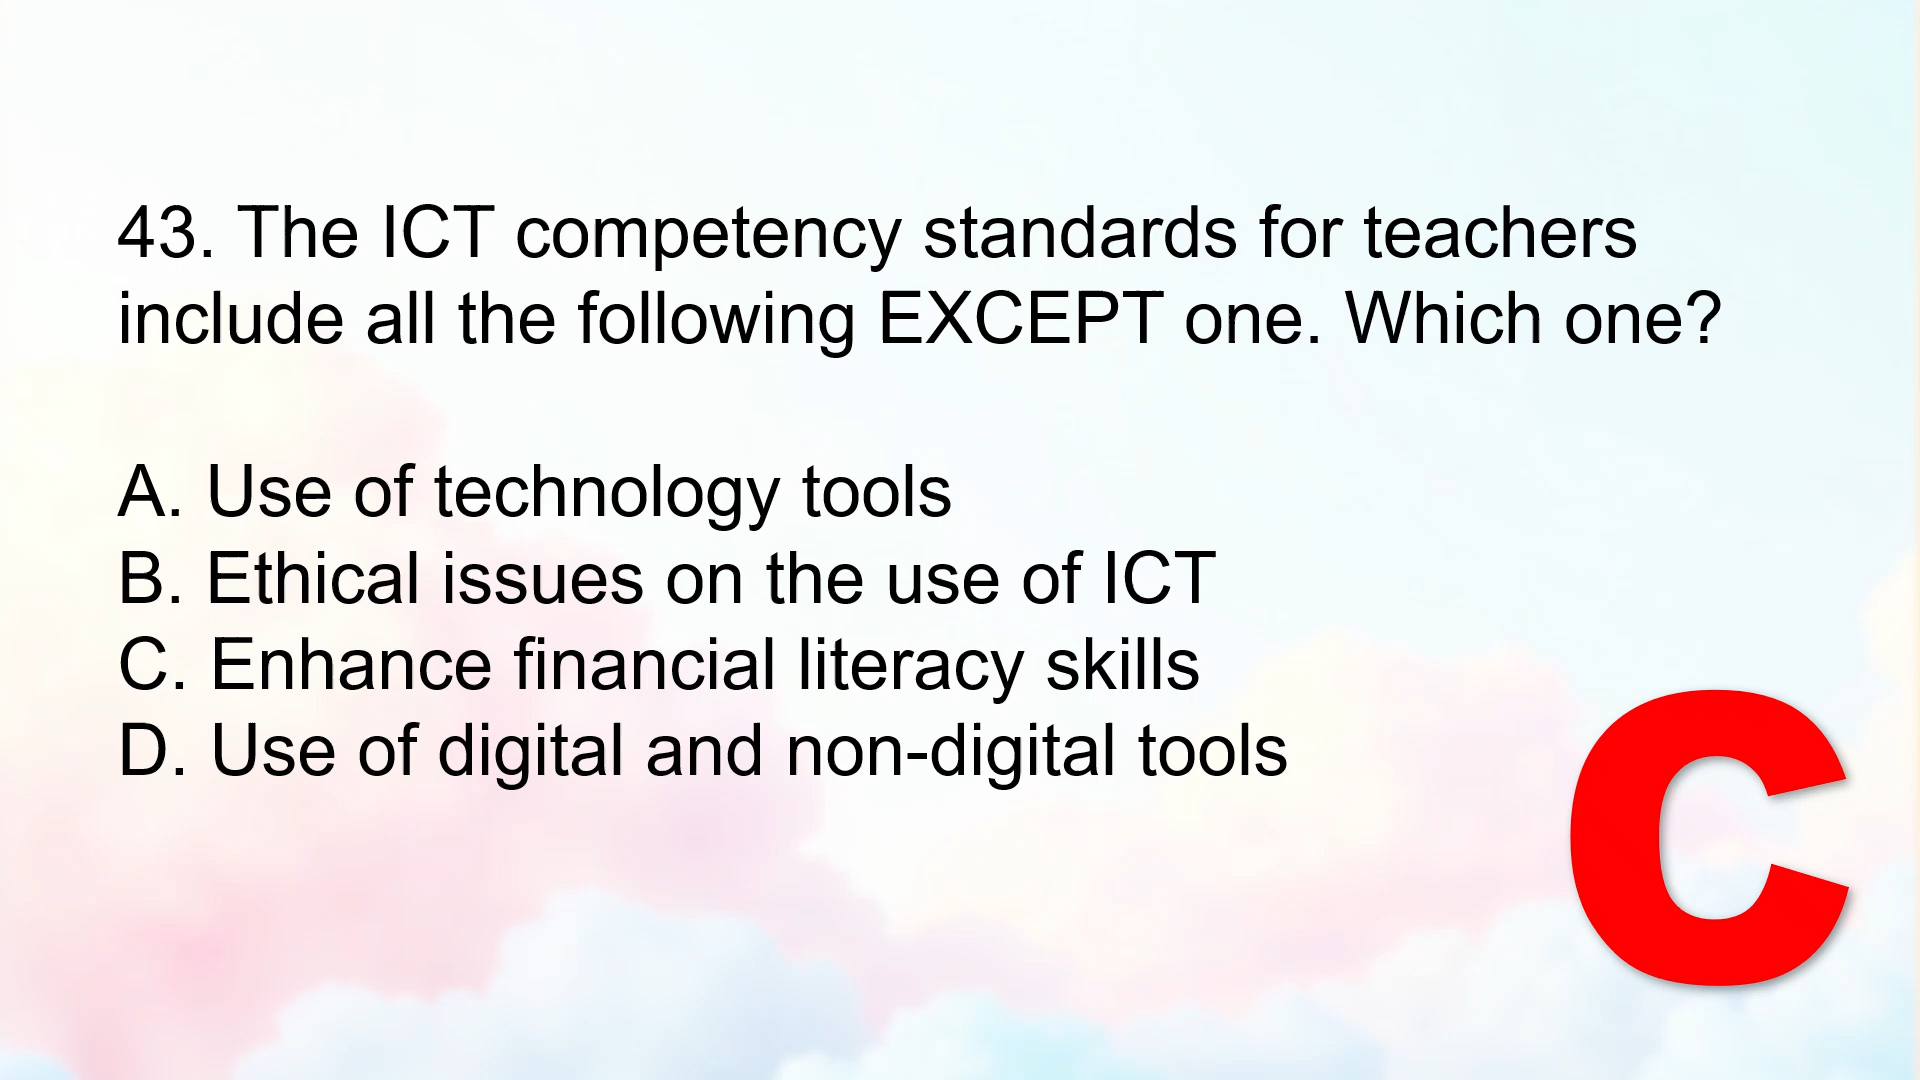 43. The ICT competency standards for teachers
include all the following EXCEPT one. Which one?
A. Use of technology tools
B. Ethical issues on the use of ICT
C. Enhance financial literacy skills
D. Use of digital and non-digital tools
C